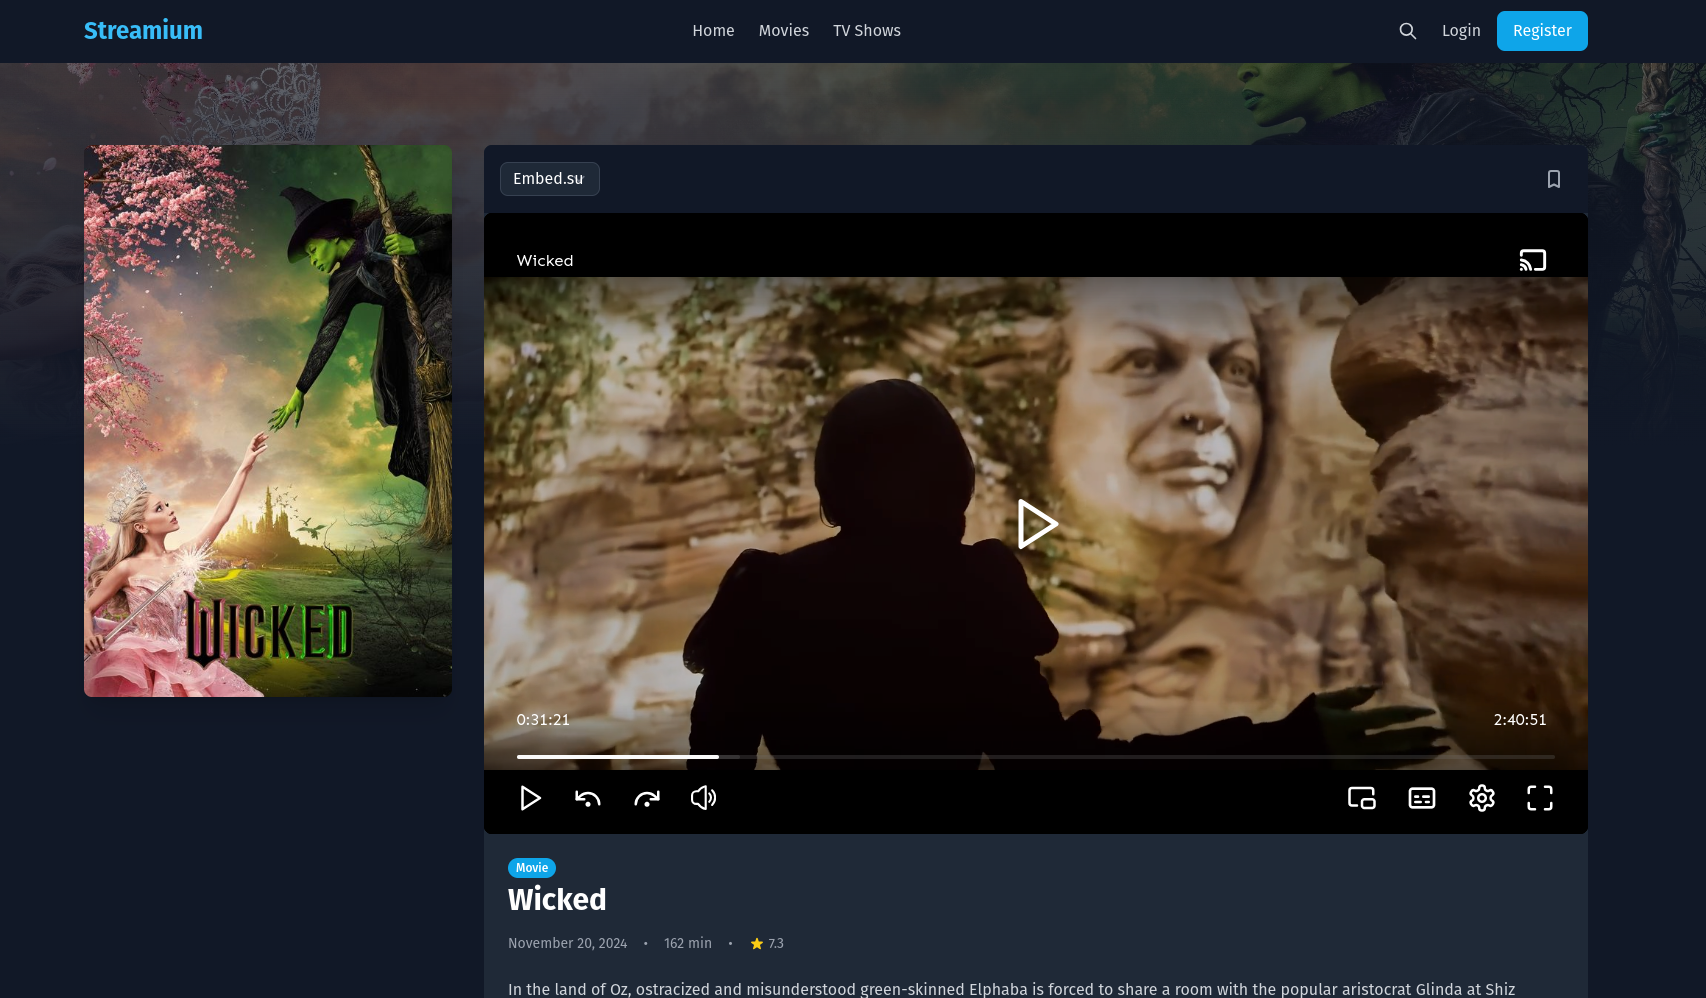 Streamium
Home Movies TV Shows
Login Register
Embed.su
Wicked
WICKED
0:31:21 2:40:51
Movie
Wicked
November 20, 2024 • 162 min • ⭐ 7.3
In the land of Oz, ostracized and misunderstood green-skinned Elphaba is forced to share a room with the popular aristocrat Glinda at Shiz